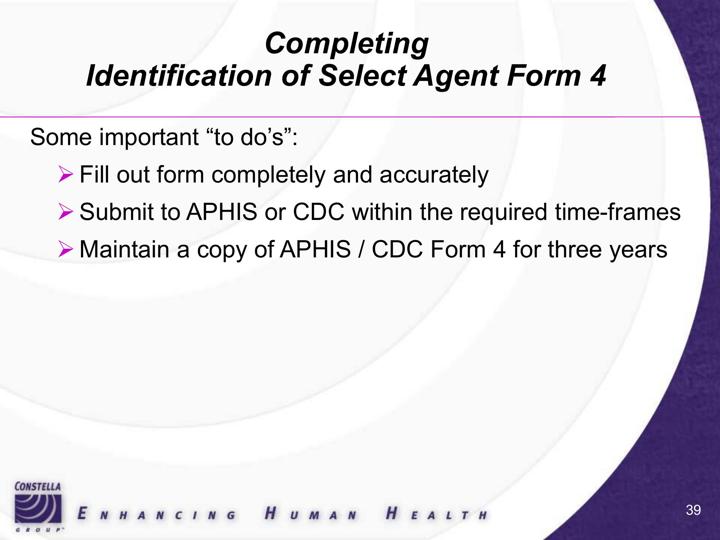 Completing
Identification of Select Agent Form 4
Some important “to do’s”:
Fill out form completely and accurately
Submit to APHIS or CDC within the required time-frames
Maintain a copy of APHIS / CDC Form 4 for three years
CONSTELLA
GROUP
ENHANCING HUMAN HEALTH
39